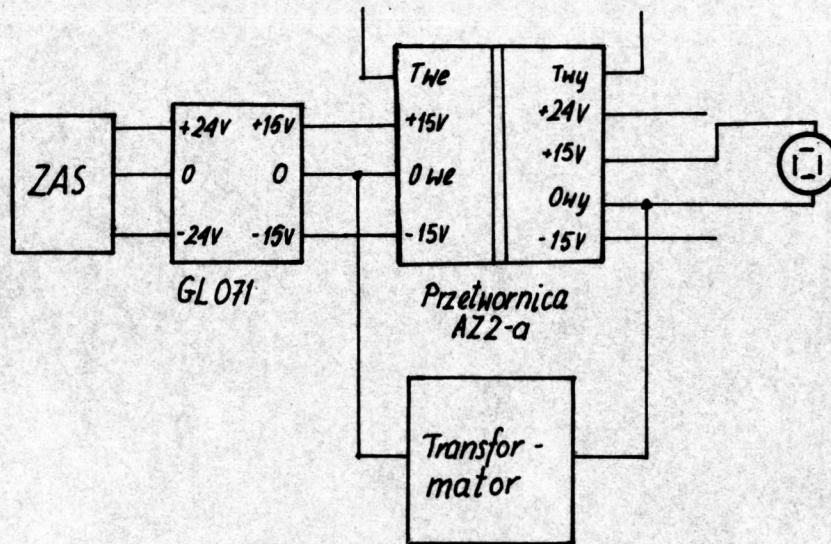 ZAS
+24V
0
-24V
+15V
0
-15V
GL071
Twe
+15V
0we
-15V
Twy
+24V
+15V
0wy
-15V
Przetwornica
AZ2-a
Transfor-
mator